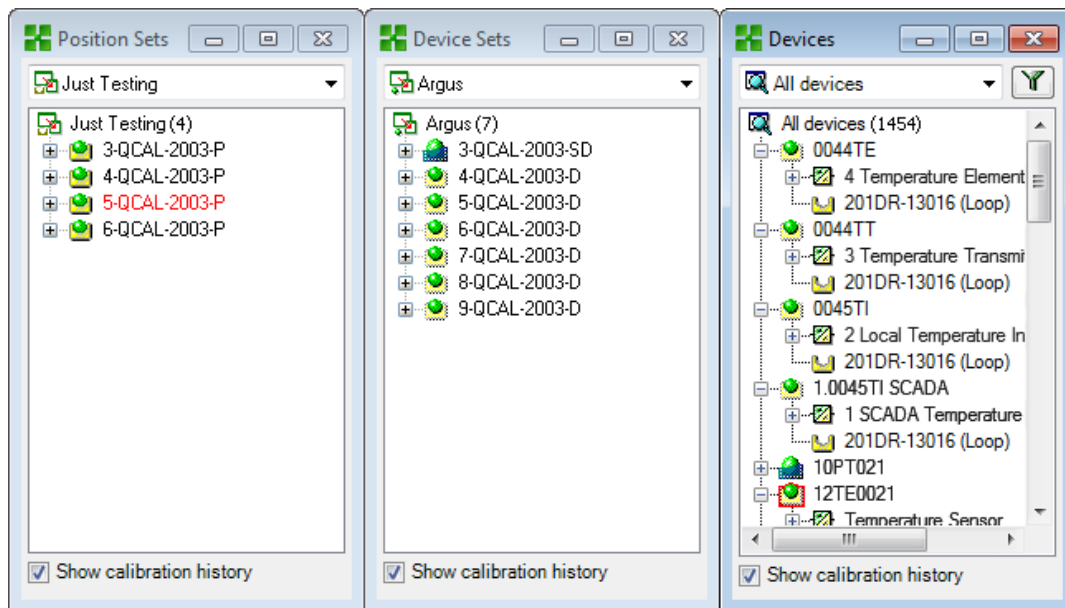 Position Sets
Just Testing
Just Testing (4)
3-QCAL-2003-P
4-QCAL-2003-P
5-QCAL-2003-P
6-QCAL-2003-P
Show calibration history
Device Sets
Argus
Argus (7)
3-QCAL-2003-SD
4-QCAL-2003-D
5-QCAL-2003-D
6-QCAL-2003-D
7-QCAL-2003-D
8-QCAL-2003-D
9-QCAL-2003-D
Show calibration history
Devices
All devices
All devices (1454)
0044TE
4 Temperature Element
201DR-13016 (Loop)
0044TT
3 Temperature Transmi
201DR-13016 (Loop)
0045TI
2 Local Temperature In
201DR-13016 (Loop)
1.0045TI SCADA
1 SCADA Temperature
201DR-13016 (Loop)
10PT021
12TE0021
Temperature Sensor
Show calibration history